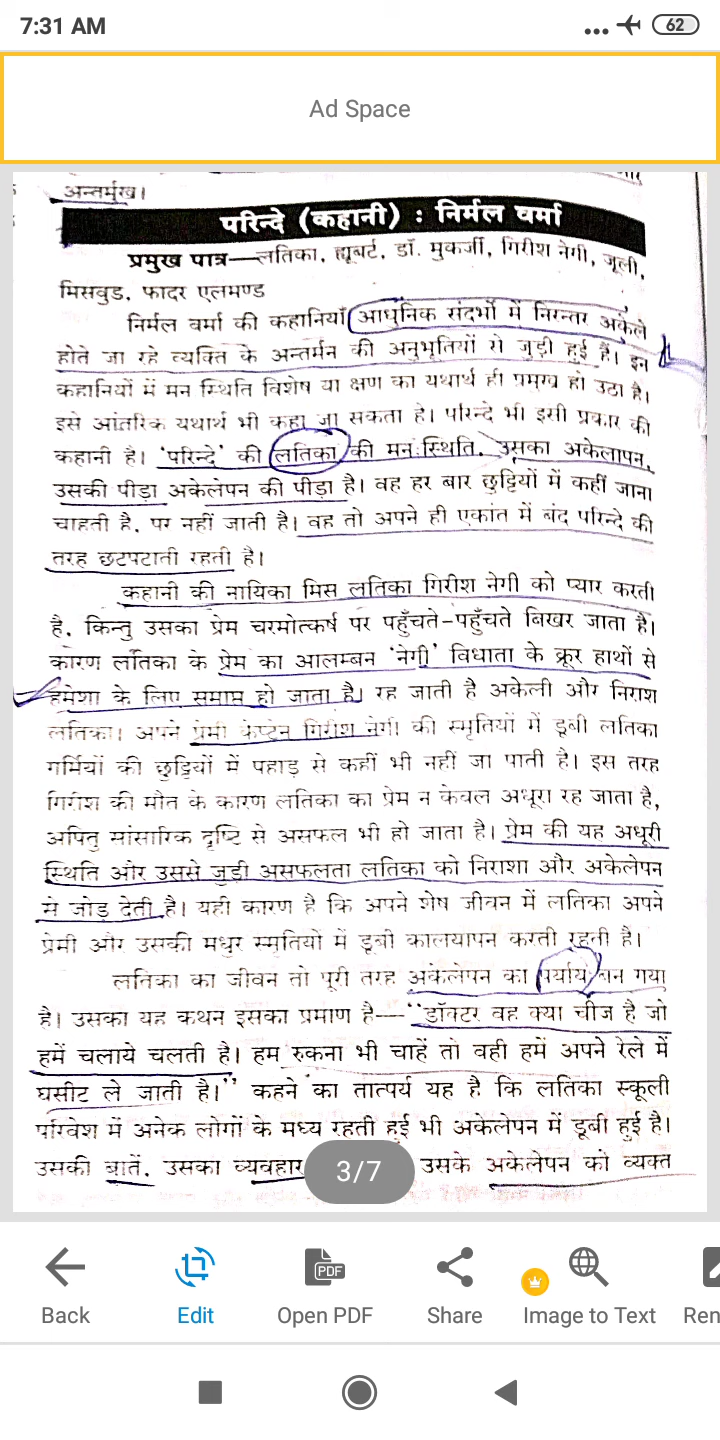 7:31 AM
62
Ad Space
अन्तर्मुख।
परिन्दे (कहानी) : निर्मल वर्मा
प्रमुख पात्र—लतिका, ह्यूबर्ट, डॉ. मुकर्जी, गिरीश नेगी, जूली,
मिसवुड, फादर एलमण्ड
निर्मल वर्मा की कहानियाँ आधुनिक संदर्भों में निरन्तर अकेले
होते जा रहे व्यक्ति के अन्तर्मन की अनुभूतियों से जुड़ी हुई हैं। इन
कहानियों में मन स्थिति विशेष या क्षण का यथार्थ ही प्रमुख हो उठा है।
इसे आंतरिक यथार्थ भी कहा जा सकता है। परिन्दे भी इसी प्रकार की
कहानी है। 'परिन्दे' की लतिका की मन:स्थिति, उसका अकेलापन,
उसकी पीड़ा अकेलेपन की पीड़ा है। वह हर बार छुट्टियों में कहीं जाना
चाहती है, पर नहीं जाती है। वह तो अपने ही एकांत में बंद परिन्दे की
तरह छटपटाती रहती है।
कहानी की नायिका मिस लतिका गिरीश नेगी को प्यार करती
है, किन्तु उसका प्रेम चरमोत्कर्ष पर पहुँचते-पहुँचते बिखर जाता है।
कारण लतिका के प्रेम का आलम्बन 'नेगी' विधाता के क्रूर हाथों से
हमेशा के लिए समाप्त हो जाता है। रह जाती है अकेली और निराश
लतिका। अपने प्रेमी केप्टेन गिरीश नेगी की स्मृतियों में डूबी लतिका
गर्मियों की छुट्टियों में पहाड़ से कहीं भी नहीं जा पाती है। इस तरह
गिरीश की मौत के कारण लतिका का प्रेम न केवल अधूरा रह जाता है,
अपितु सांसारिक दृष्टि से असफल भी हो जाता है। प्रेम की यह अधूरी
स्थिति और उससे जुड़ी असफलता लतिका को निराशा और अकेलेपन
से जोड़ देती है। यही कारण है कि अपने शेष जीवन में लतिका अपने
प्रेमी और उसकी मधुर स्मृतियों में डूबी कालयापन करती रहती है।
लतिका का जीवन तो पूरी तरह अकेलेपन का पर्याय बन गया
है। उसका यह कथन इसका प्रमाण है—''डॉक्टर वह क्या चीज है जो
हमें चलाये चलती है। हम रुकना भी चाहें तो वही हमें अपने रेले में
घसीट ले जाती है।'' कहने का तात्पर्य यह है कि लतिका स्कूली
परिवेश में अनेक लोगों के मध्य रहती हुई भी अकेलेपन में डूबी हुई है।
उसकी बातें, उसका व्यवहार 3/7 उसके अकेलेपन को व्यक्त
Back Edit Open PDF Share Image to Text Ren